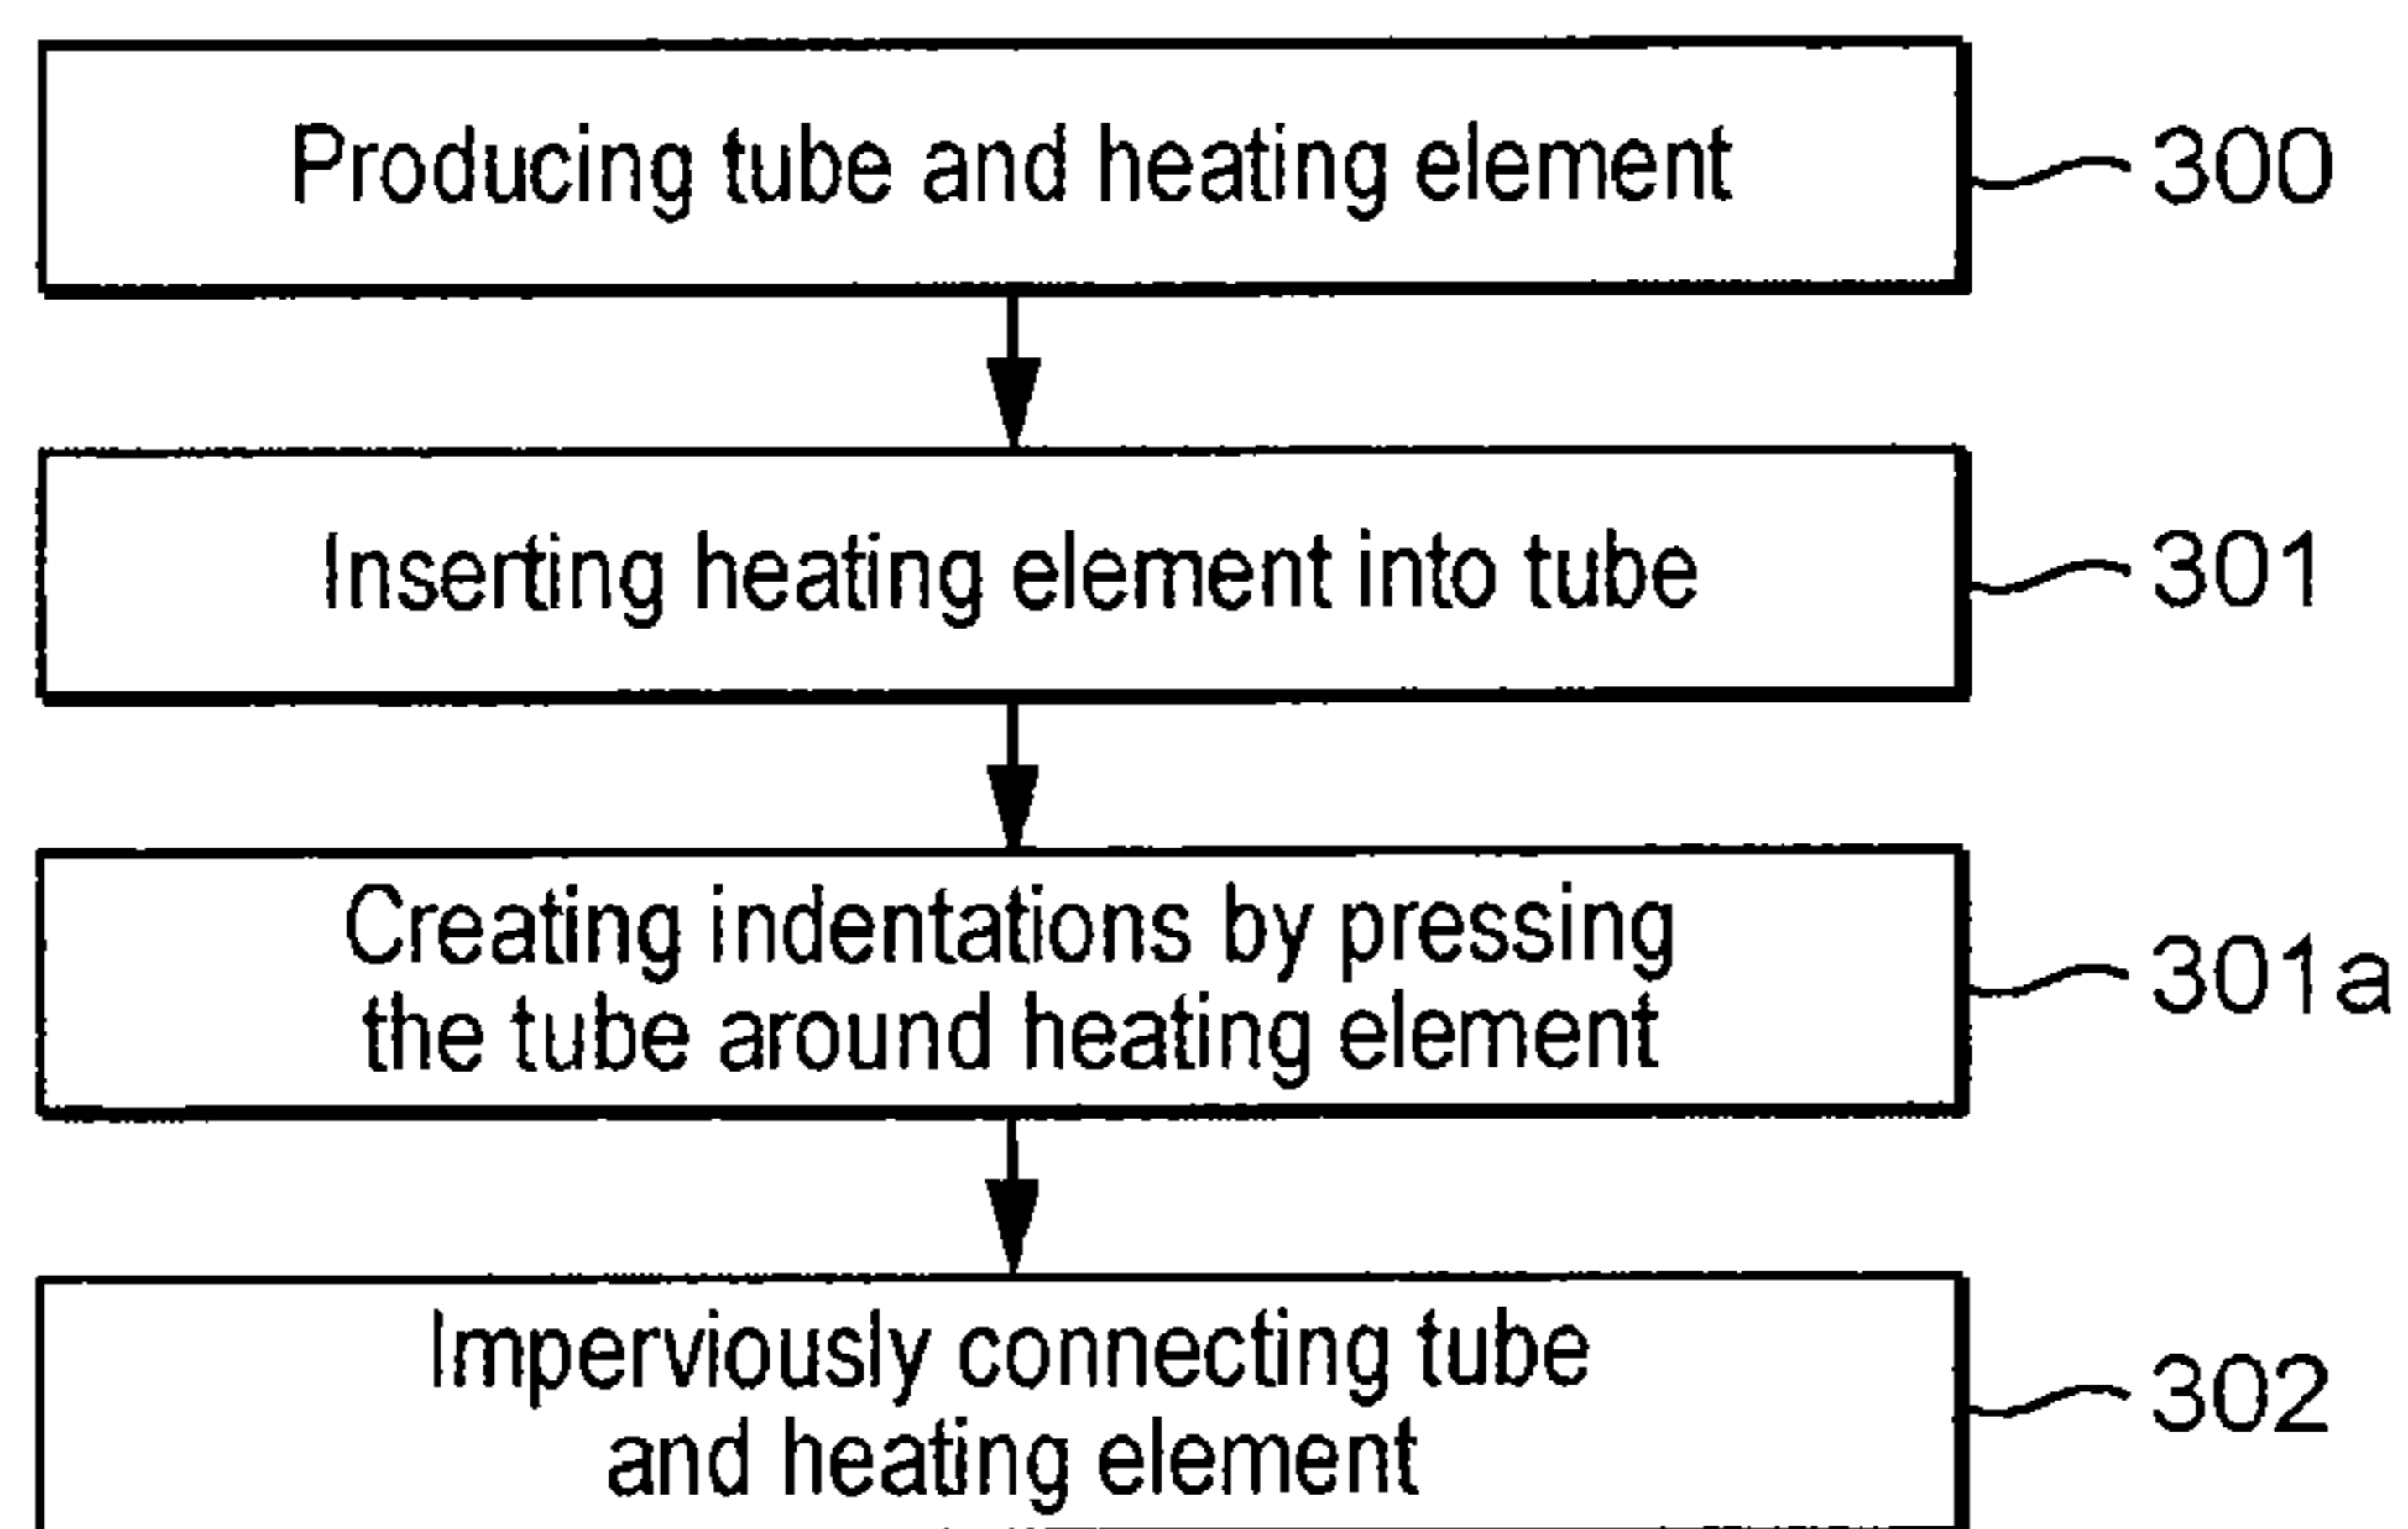 Producing tube and heating element
300
Inserting heating element into tube
301
Creating indentations by pressing
the tube around heating element
301a
Imperviously connecting tube
and heating element
302